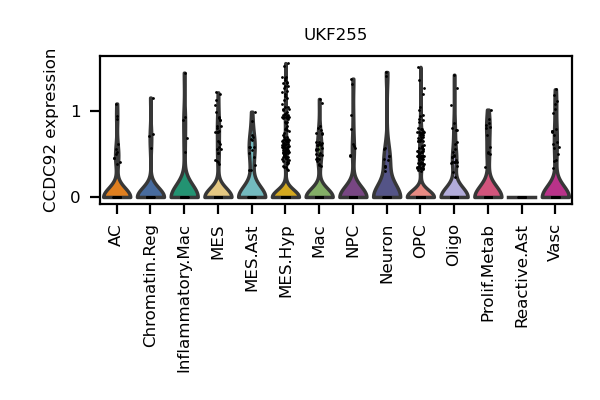 UKF255
CCDC92 expression
1
0
AC
Chromatin.Reg
Inflammatory.Mac
MES
MES.Ast
MES.Hyp
Mac
NPC
Neuron
OPC
Oligo
Prolif.Metab
Reactive.Ast
Vasc